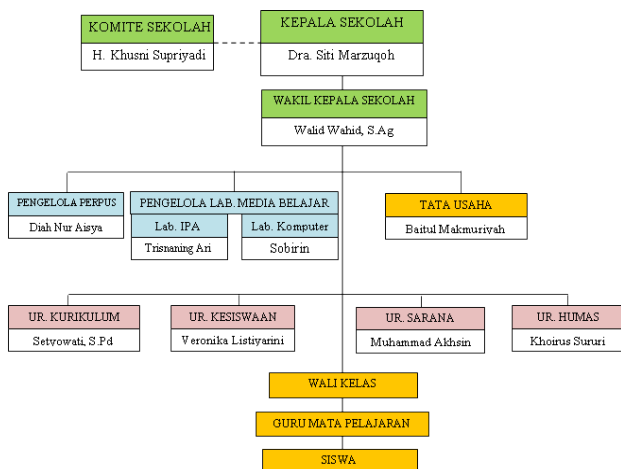 KOMITE SEKOLAH
H. Khusni Supriyadi
KEPALA SEKOLAH
Dra. Siti Marzuqoh
WAKIL KEPALA SEKOLAH
Walid Wahid, S.Ag
PENGELOLA PERPUS
Diah Nur Aisya
PENGELOLA LAB. MEDIA BELAJAR
Lab. IPA
Trisnaning Ari
Lab. Komputer
Sobirin
TATA USAHA
Baitul Makmuriyah
UR. KURIKULUM
Setyowati, S.Pd
UR. KESISWAAN
Veronika Listiyarini
UR. SARANA
Muhammad Akhsin
UR. HUMAS
Khoirus Sururi
WALI KELAS
GURU MATA PELAJARAN
SISWA